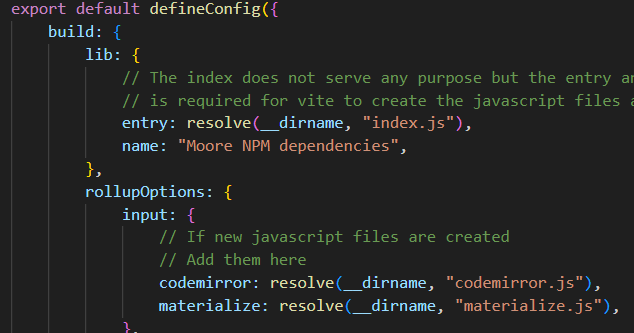 export default defineConfig({
build: {
lib: {
// The index does not serve any purpose but the entry
// is required for vite to create the javascript files
entry: resolve(__dirname, "index.js"),
name: "Moore NPM dependencies",
},
rollupOptions: {
input: {
// If new javascript files are created
// Add them here
codemirror: resolve(__dirname, "codemirror.js"),
materialize: resolve(__dirname, "materialize.js"),
},